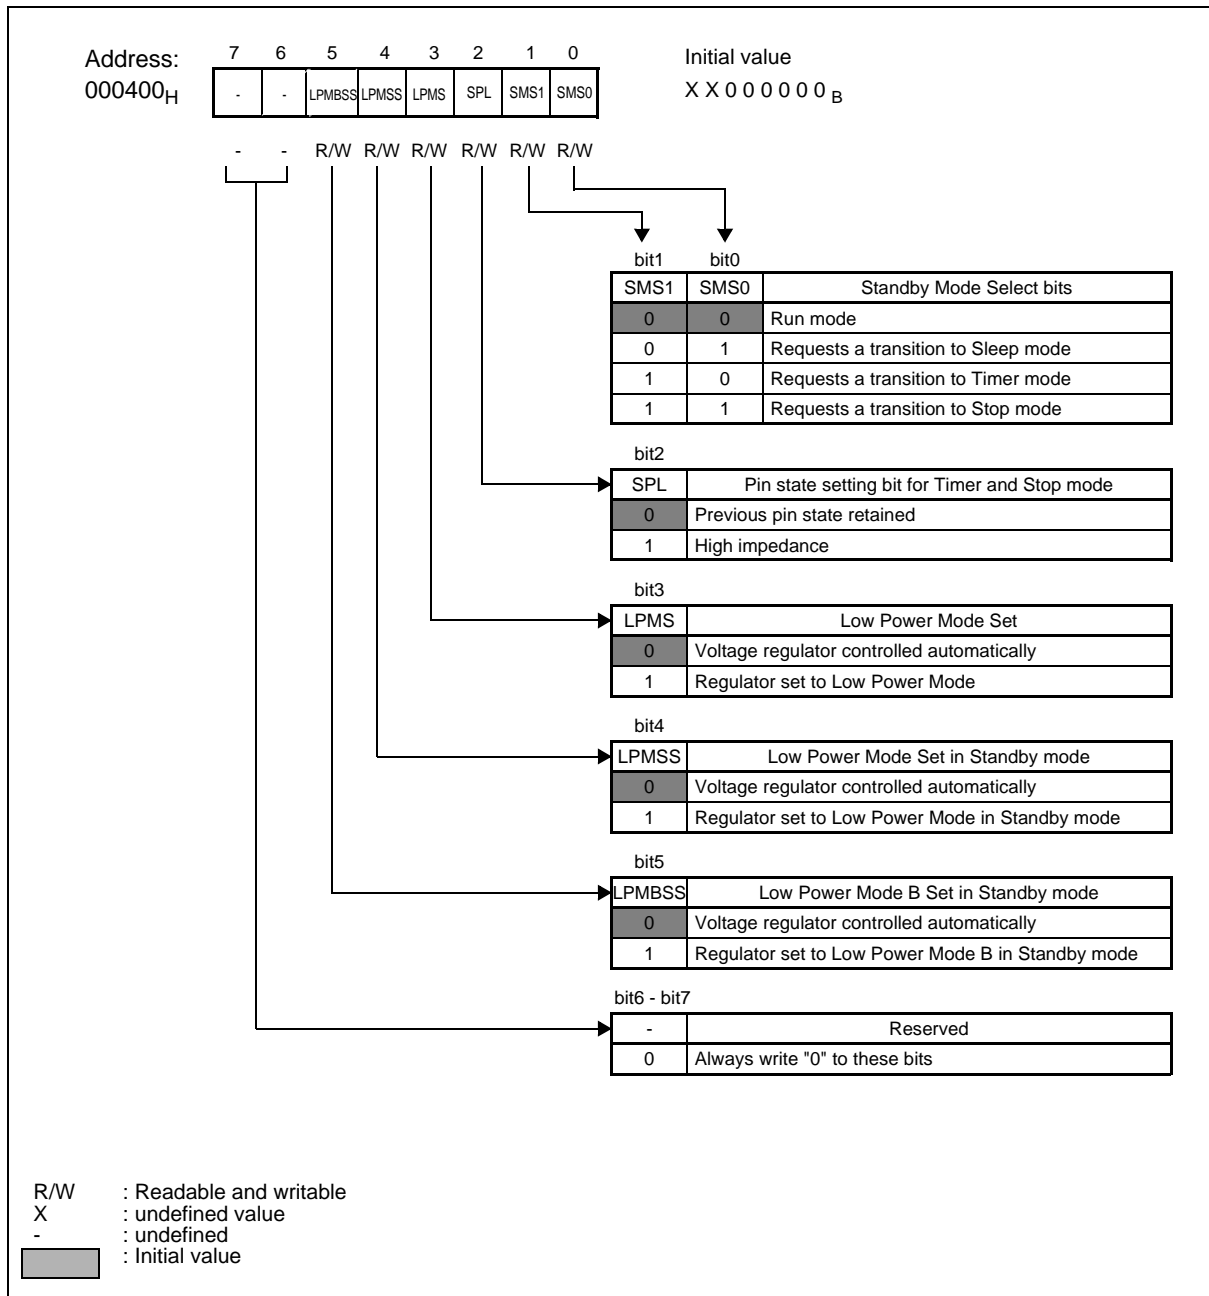 Address: 7 6 5 4 3 2 1 0 Initial value
000400H - - LPMBSS LPMSS LPMS SPL SMS1 SMS0 X X 0 0 0 0 0 0 B
- - R/W R/W R/W R/W R/W R/W
bit1 bit0
SMS1 SMS0 Standby Mode Select bits
0 0 Run mode
0 1 Requests a transition to Sleep mode
1 0 Requests a transition to Timer mode
1 1 Requests a transition to Stop mode
bit2
SPL Pin state setting bit for Timer and Stop mode
0 Previous pin state retained
1 High impedance
bit3
LPMS Low Power Mode Set
0 Voltage regulator controlled automatically
1 Regulator set to Low Power Mode
bit4
LPMSS Low Power Mode Set in Standby mode
0 Voltage regulator controlled automatically
1 Regulator set to Low Power Mode in Standby mode
bit5
LPMBSS Low Power Mode B Set in Standby mode
0 Voltage regulator controlled automatically
1 Regulator set to Low Power Mode B in Standby mode
bit6 - bit7
- Reserved
0 Always write "0" to these bits
R/W : Readable and writable
X : undefined value
- : undefined
: Initial value